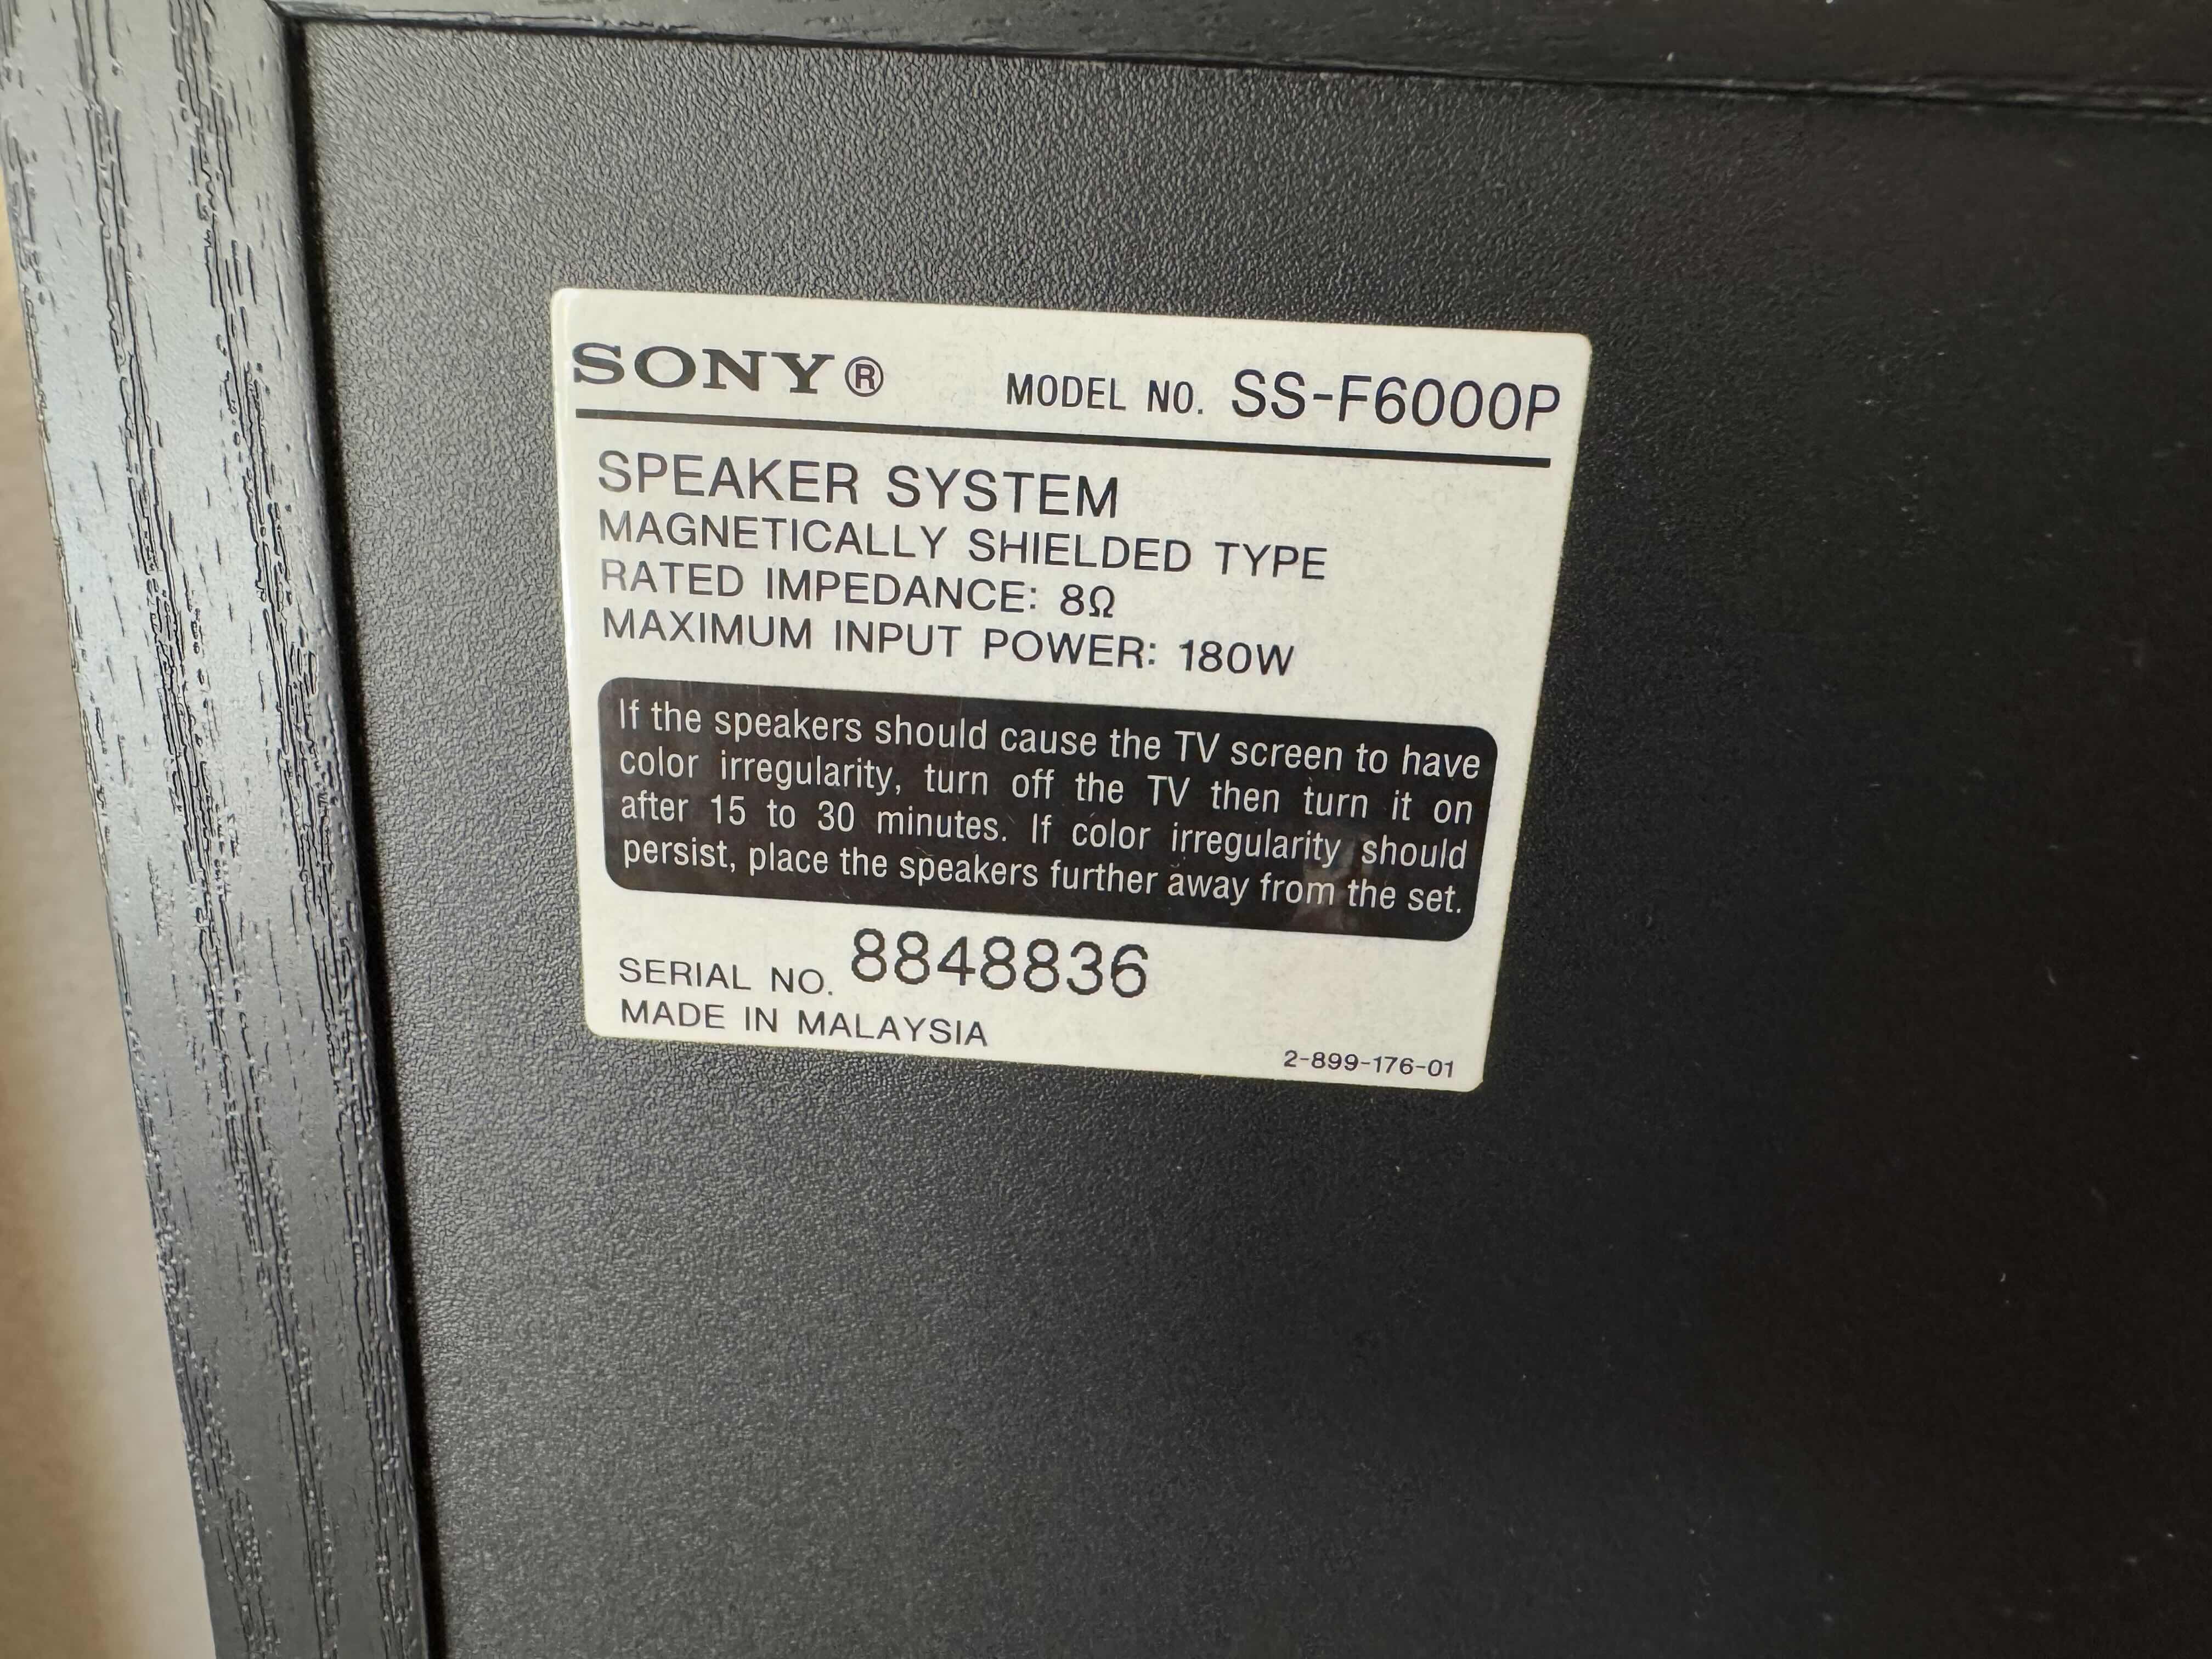 SONY® MODEL NO. SS-F6000P
SPEAKER SYSTEM
MAGNETICALLY SHIELDED TYPE
RATED IMPEDANCE: 8Ω
MAXIMUM INPUT POWER: 180W
If the speakers should cause the TV screen to have
color irregularity, turn off the TV then turn it on
after 15 to 30 minutes. If color irregularity should
persist, place the speakers further away from the set.
SERIAL NO. 8848836
MADE IN MALAYSIA
2-899-176-01